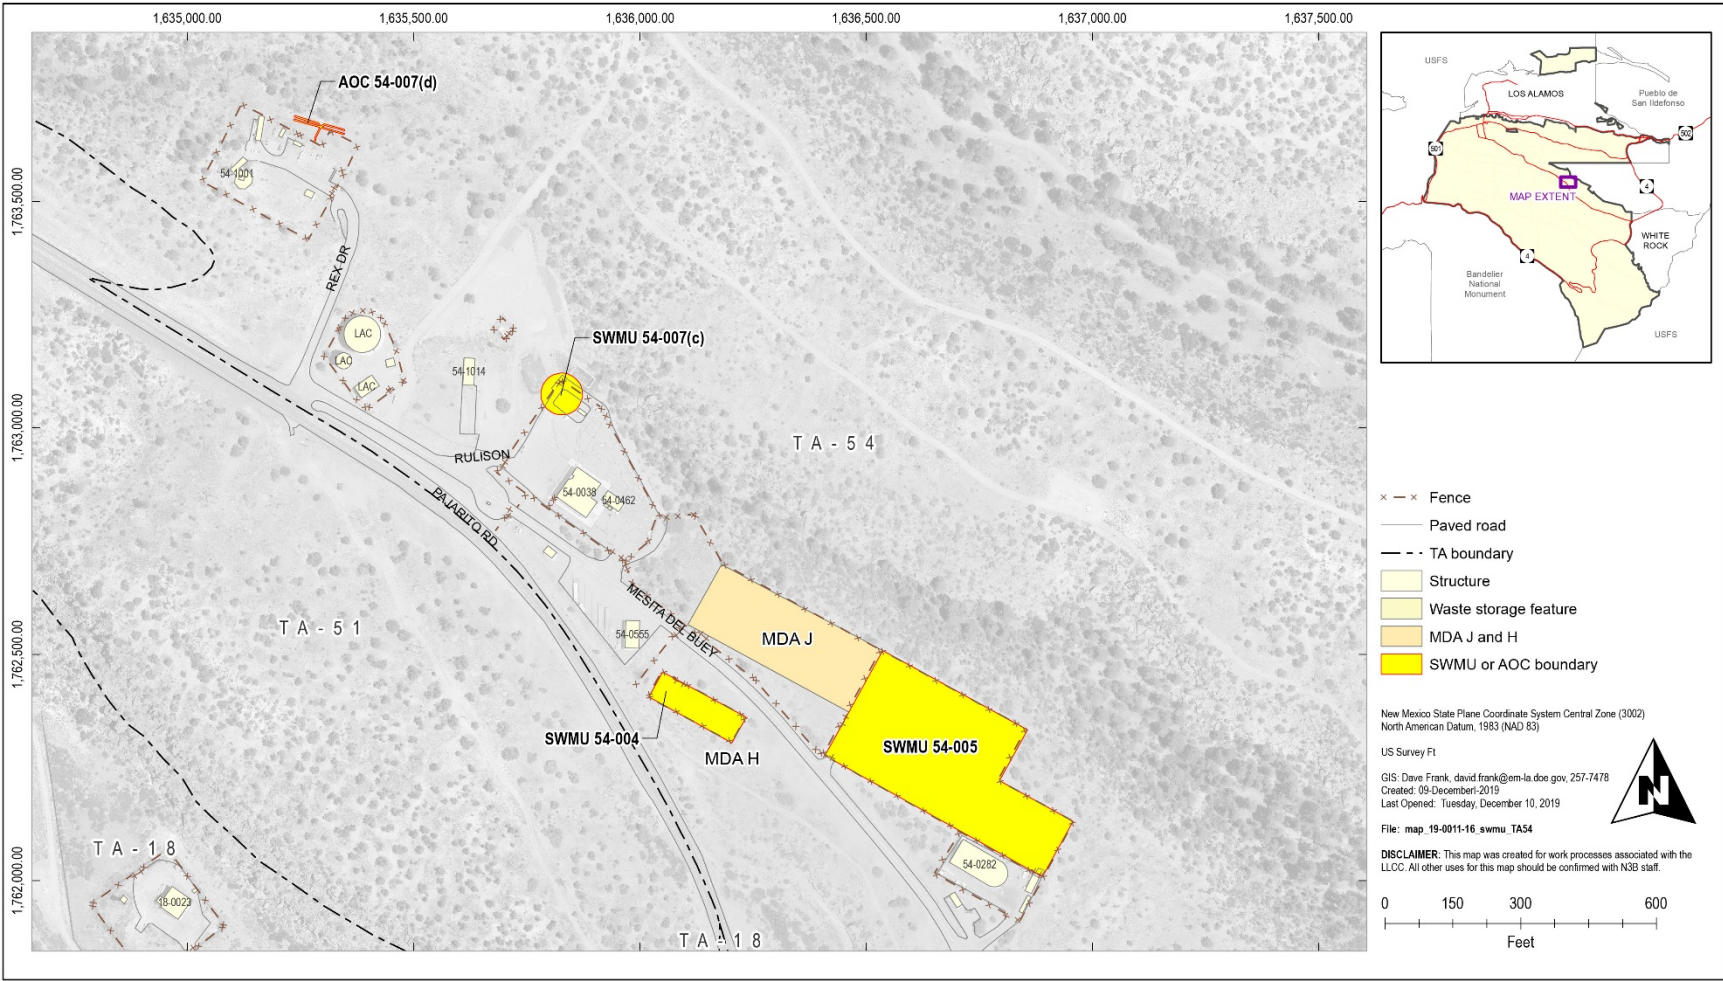 1,635,000.00
1,635,500.00
1,636,000.00
1,636,500.00
1,637,000.00
1,637,500.00
1,763,500.00
1,763,000.00
1,762,500.00
1,762,000.00
AOC 54-007(d)
54-1001
REX DR
LAC
LAC
LAC
54-1014
SWMU 54-007(c)
RULISON
PAJARITO RD
54-0038
54-0462
TA-54
TA-51
MESITA DEL BUEY
54-0555
MDA J
SWMU 54-004
MDA H
SWMU 54-005
54-0282
TA-18
18-0023
TA-18
USFS
LOS ALAMOS
Pueblo de
San Ildefonso
502
501
4
MAP EXTENT
WHITE
ROCK
4
Bandelier
National
Monument
USFS
Fence
Paved road
TA boundary
Structure
Waste storage feature
MDA J and H
SWMU or AOC boundary
New Mexico State Plane Coordinate System Central Zone (3002)
North American Datum, 1983 (NAD 83)
US Survey Ft
GIS: Dave Frank, david.frank@em-la.doe.gov, 257-7478
Created: 09-Decemberl-2019
Last Opened: Tuesday, December 10, 2019
File: map_19-0011-16_swmu_TA54
DISCLAIMER: This map was created for work processes associated with the
LLCC. All other uses for this map should be confirmed with N3B staff.
N
0 150 300 600
Feet